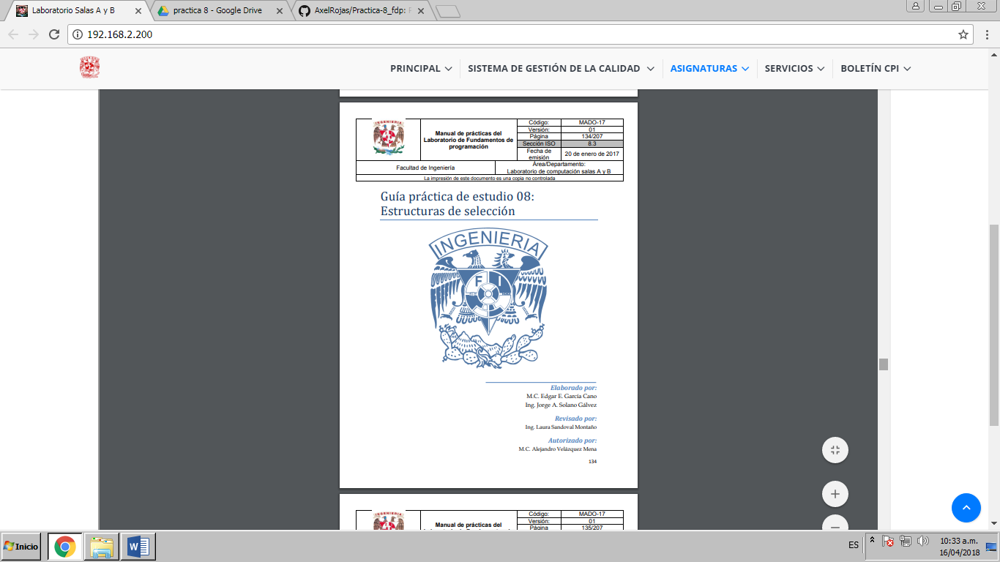 Laboratorio Salas A y B
practica 8 - Google Drive
AxelRojas/Practica-8_fdp:
192.168.2.200
PRINCIPAL
SISTEMA DE GESTIÓN DE LA CALIDAD
ASIGNATURAS
SERVICIOS
BOLETÍN CPI
INGENIERIA
Manual de prácticas del
Laboratorio de Fundamentos de
programación
Código: MADO-17
Versión: 01
Página 134/207
Sección ISO 8.3
Fecha de
emisión 20 de enero de 2017
Facultad de Ingeniería
Área/Departamento:
Laboratorio de computación salas A y B
La impresión de este documento es una copia no controlada
Guía práctica de estudio 08:
Estructuras de selección
INGENIERIA
F I
Elaborado por:
M.C. Edgar E. García Cano
Ing. Jorge A. Solano Gálvez
Revisado por:
Ing. Laura Sandoval Montaño
Autorizado por:
M.C. Alejandro Velázquez Mena
134
INGENIERIA
Manual de prácticas del
Código: MADO-17
Versión: 01
Página 135/207
Inicio
ES
10:33 a.m.
16/04/2018